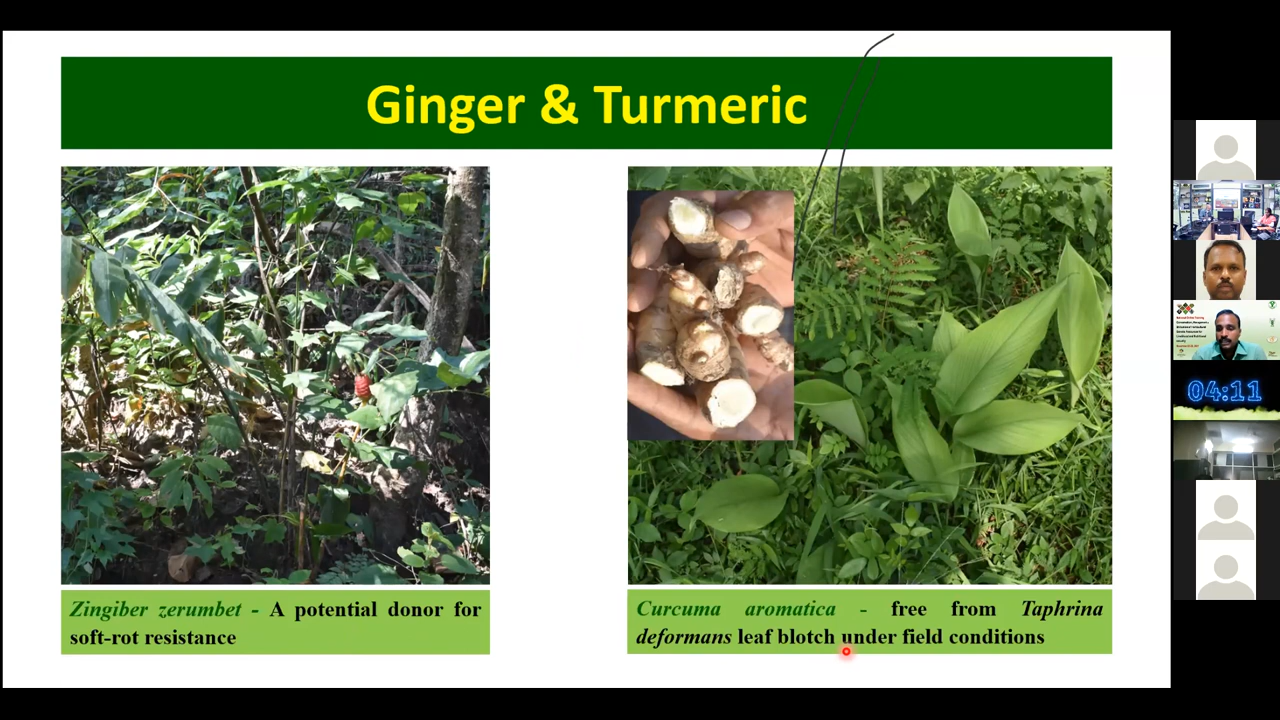 Ginger & Turmeric
Zingiber zerumbet - A potential donor for
soft-rot resistance
Curcuma aromatica - free from Taphrina
deformans leaf blotch under field conditions
04:11